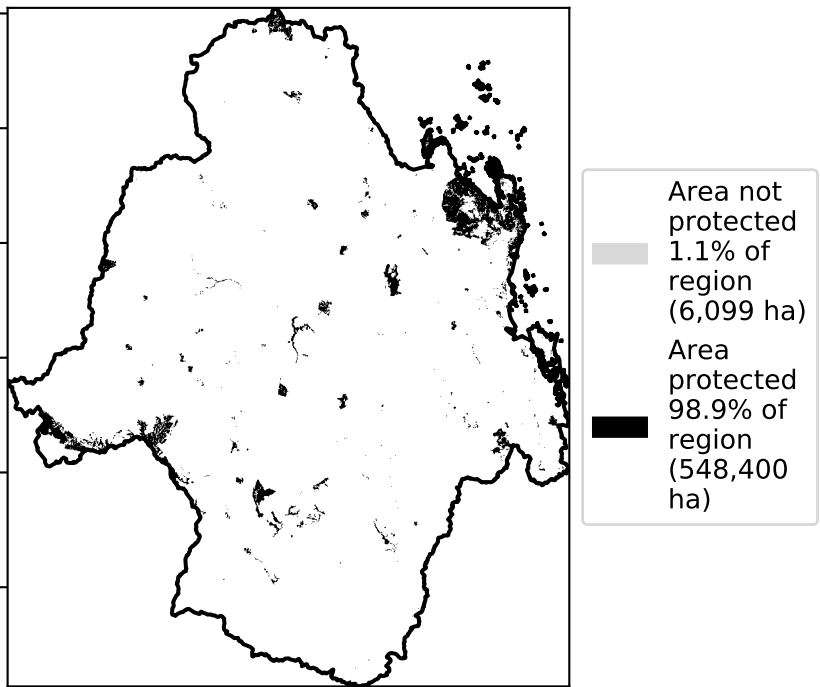 Area not
protected
1.1% of
region
(6,099 ha)
Area
protected
98.9% of
region
(548,400
ha)